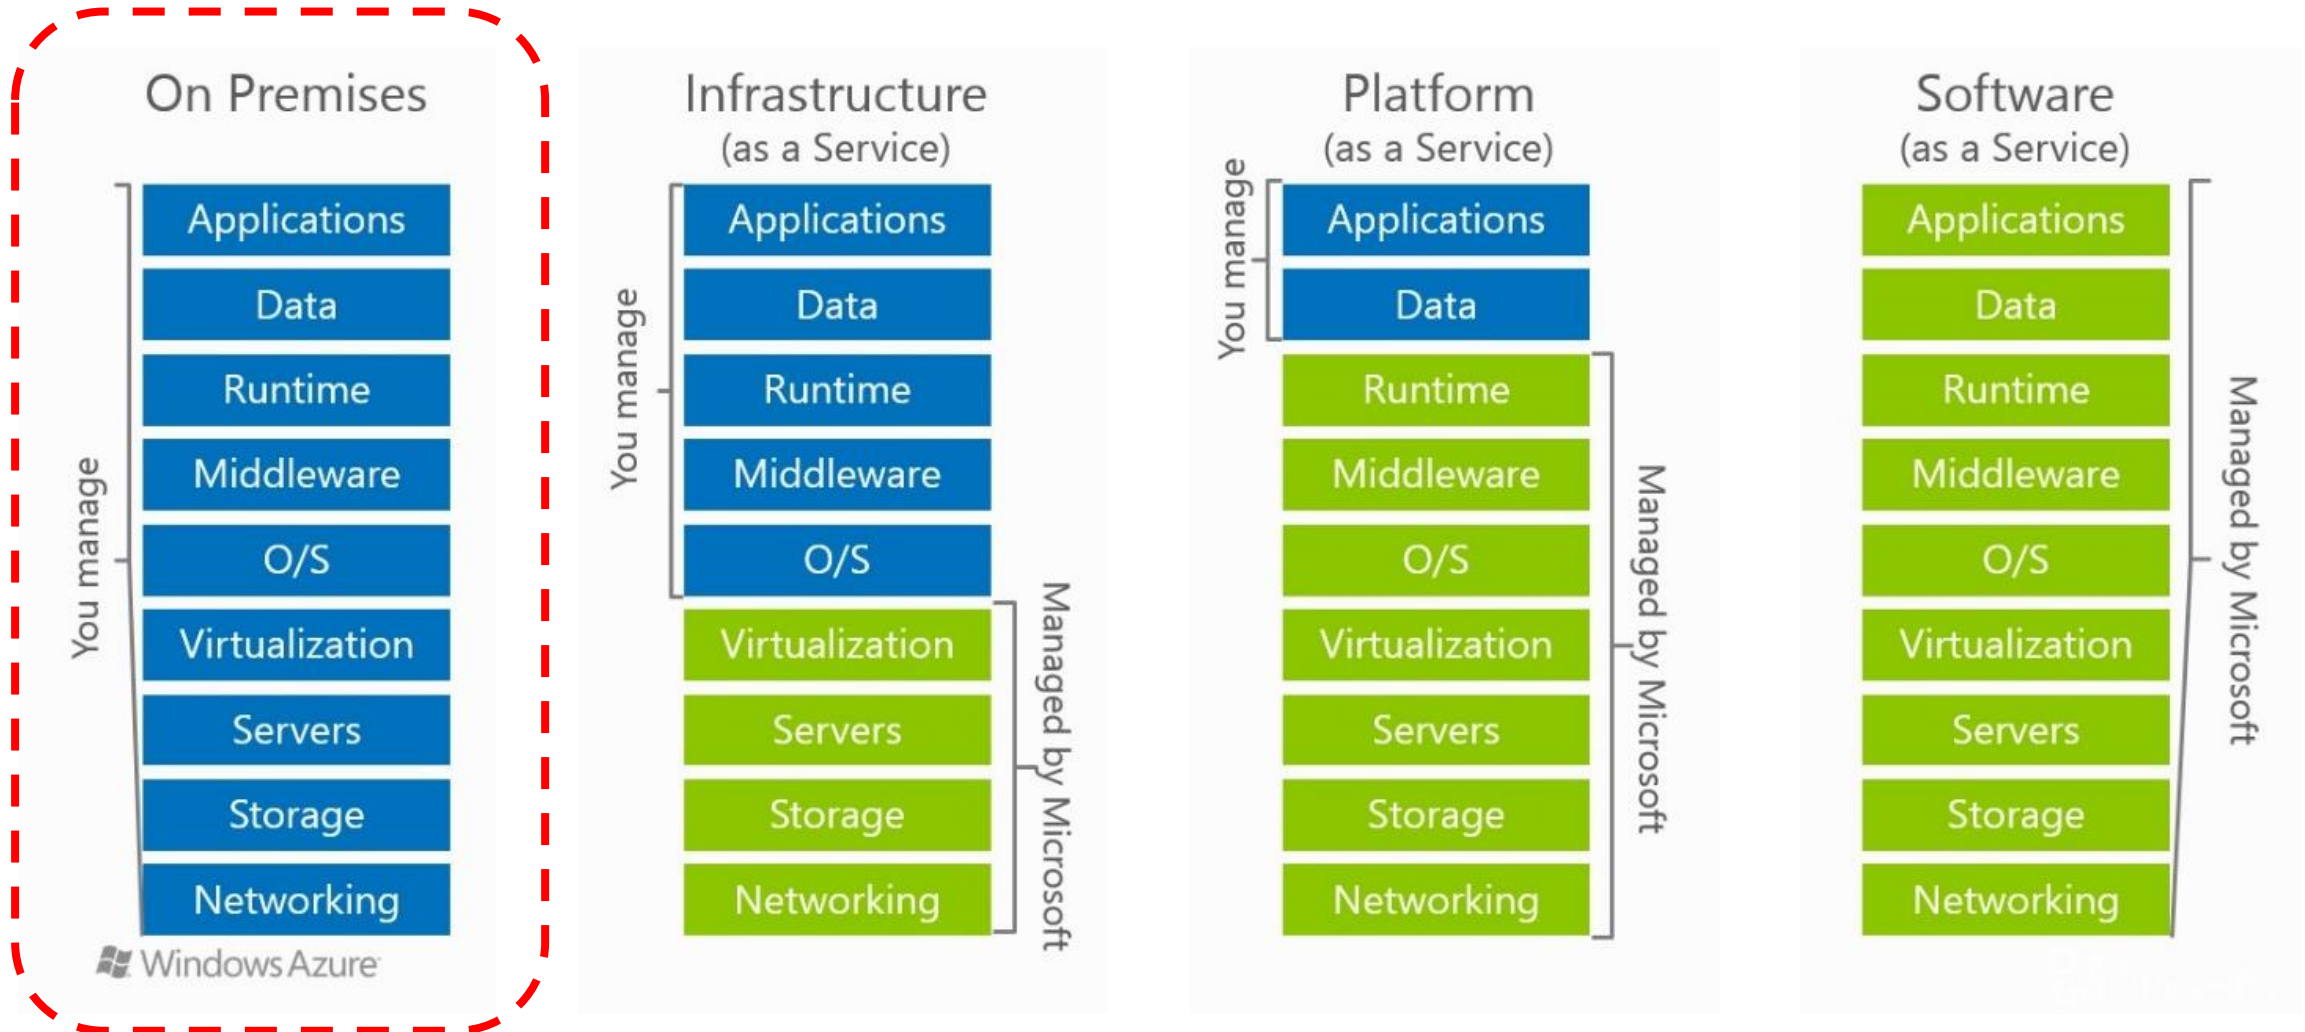 On Premises
You manage
Applications
Data
Runtime
Middleware
O/S
Virtualization
Servers
Storage
Networking
Windows Azure
Infrastructure
(as a Service)
You manage
Applications
Data
Runtime
Middleware
O/S
Virtualization
Servers
Storage
Networking
Managed by Microsoft
Platform
(as a Service)
You manage
Applications
Data
Runtime
Middleware
O/S
Virtualization
Servers
Storage
Networking
Managed by Microsoft
Software
(as a Service)
Applications
Data
Runtime
Middleware
O/S
Virtualization
Servers
Storage
Networking
Managed by Microsoft